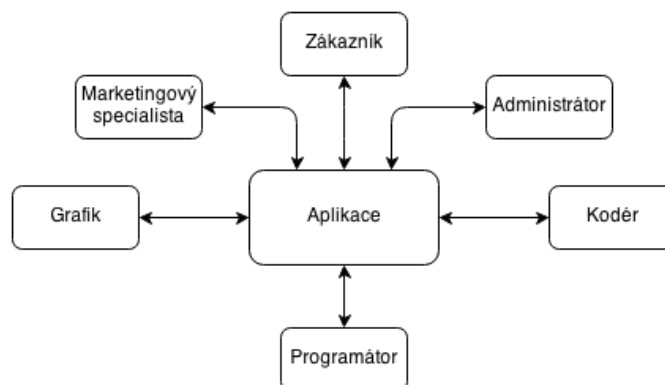 Zákazník
Marketingový
specialista
Administrátor
Grafik
Aplikace
Kodér
Programátor